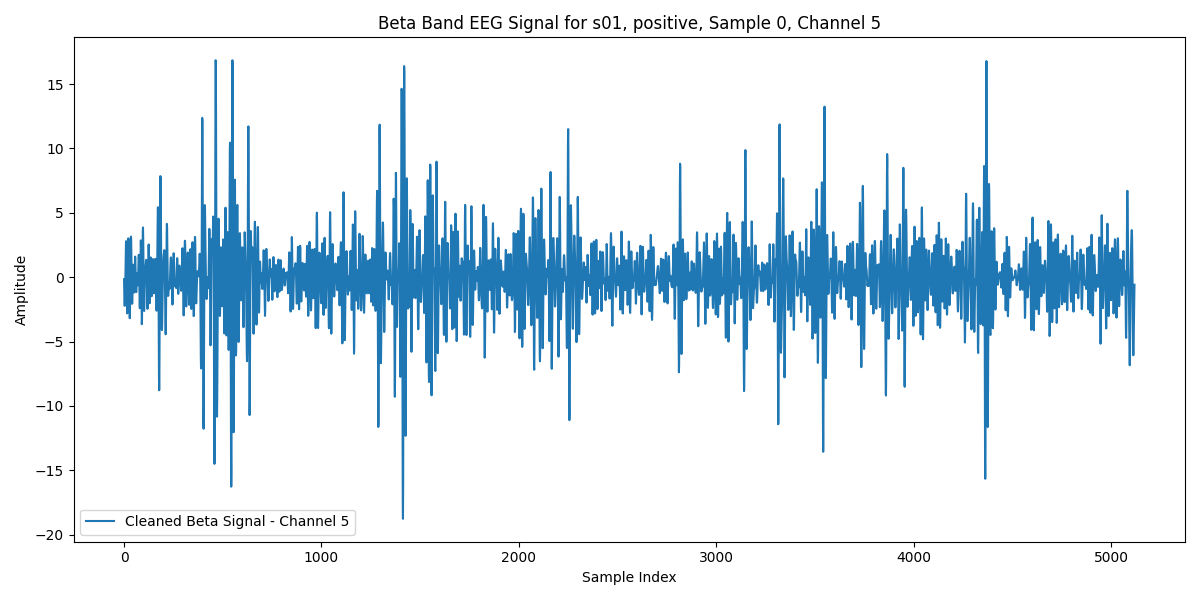 Beta Band EEG Signal for s01, positive, Sample 0, Channel 5
Amplitude
15
10
5
0
−5
−10
−15
−20
Cleaned Beta Signal - Channel 5
0 1000 2000 3000 4000 5000
Sample Index